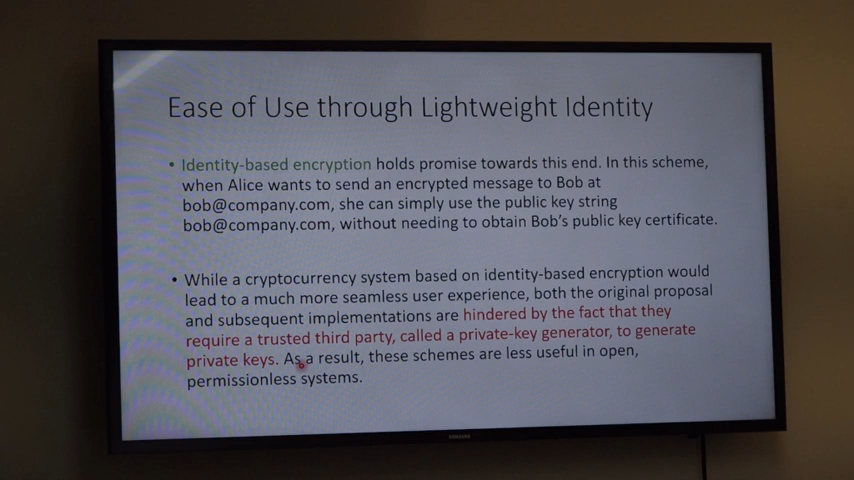 Ease of Use through Lightweight Identity
• Identity-based encryption holds promise towards this end. In this scheme,
when Alice wants to send an encrypted message to Bob at
bob@company.com, she can simply use the public key string
bob@company.com, without needing to obtain Bob's public key certificate.
• While a cryptocurrency system based on identity-based encryption would
lead to a much more seamless user experience, both the original proposal
and subsequent implementations are hindered by the fact that they
require a trusted third party, called a private-key generator, to generate
private keys. As a result, these schemes are less useful in open,
permissionless systems.
SAMSUNG